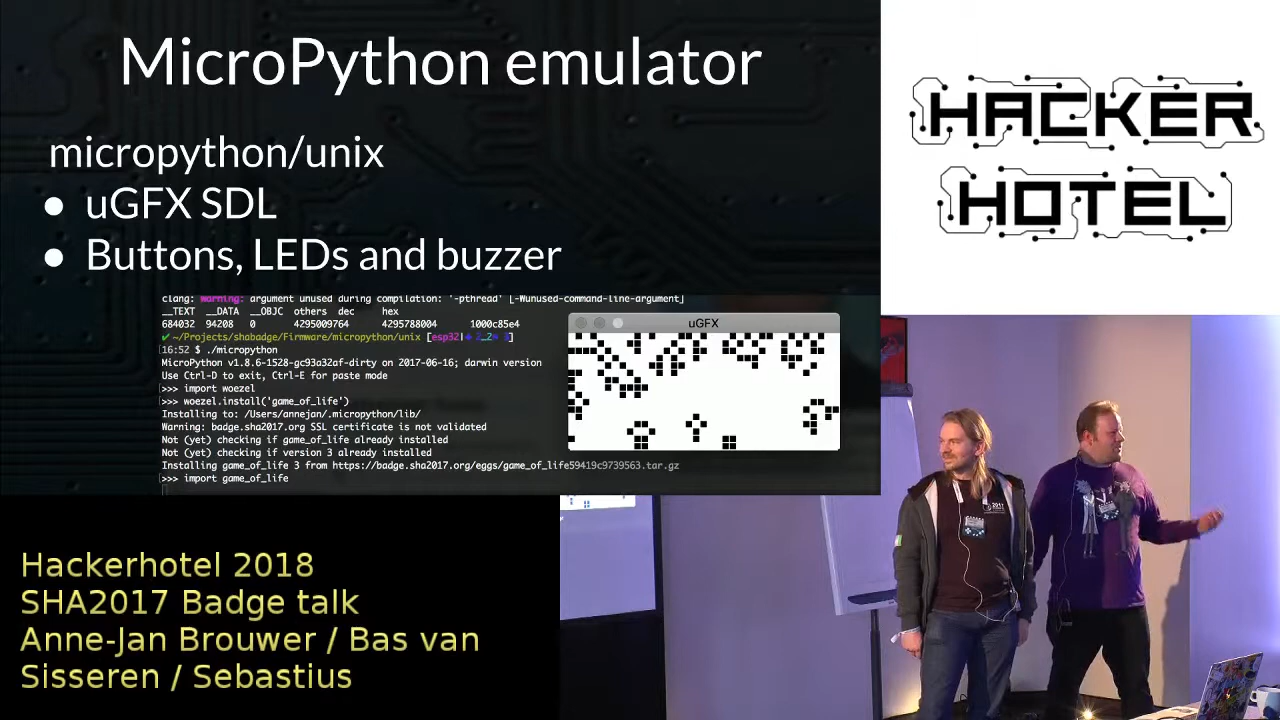 MicroPython emulator
micropython/unix
● uGFX SDL
● Buttons, LEDs and buzzer
clang: warning: argument unused during compilation: '-pthread' [-Wunused-command-line-argument]
__TEXT __DATA __OBJC others dec hex
684032 94208 0 4295009764 4295788004 1000c85e4
✔ ~/Projects/shabadge/Firmware/micropython/unix [esp32|
16:52 $ ./micropython
MicroPython v1.8.6-1528-gc93a32af-dirty on 2017-06-16; darwin version
Use Ctrl-D to exit, Ctrl-E for paste mode
>>> import woezel
>>> woezel.install('game_of_life')
Installing to: /Users/annejan/.micropython/lib/
Warning: badge.sha2017.org SSL certificate is not validated
Not (yet) checking if game_of_life already installed
Not (yet) checking if version 3 already installed
Installing game_of_life 3 from https://badge.sha2017.org/eggs/game_of_life59419c9739563.tar.gz
>>> import game_of_life
uGFX
HACKER
HOTEL
Hackerhotel 2018
SHA2017 Badge talk
Anne-Jan Brouwer / Bas van
Sisseren / Sebastius